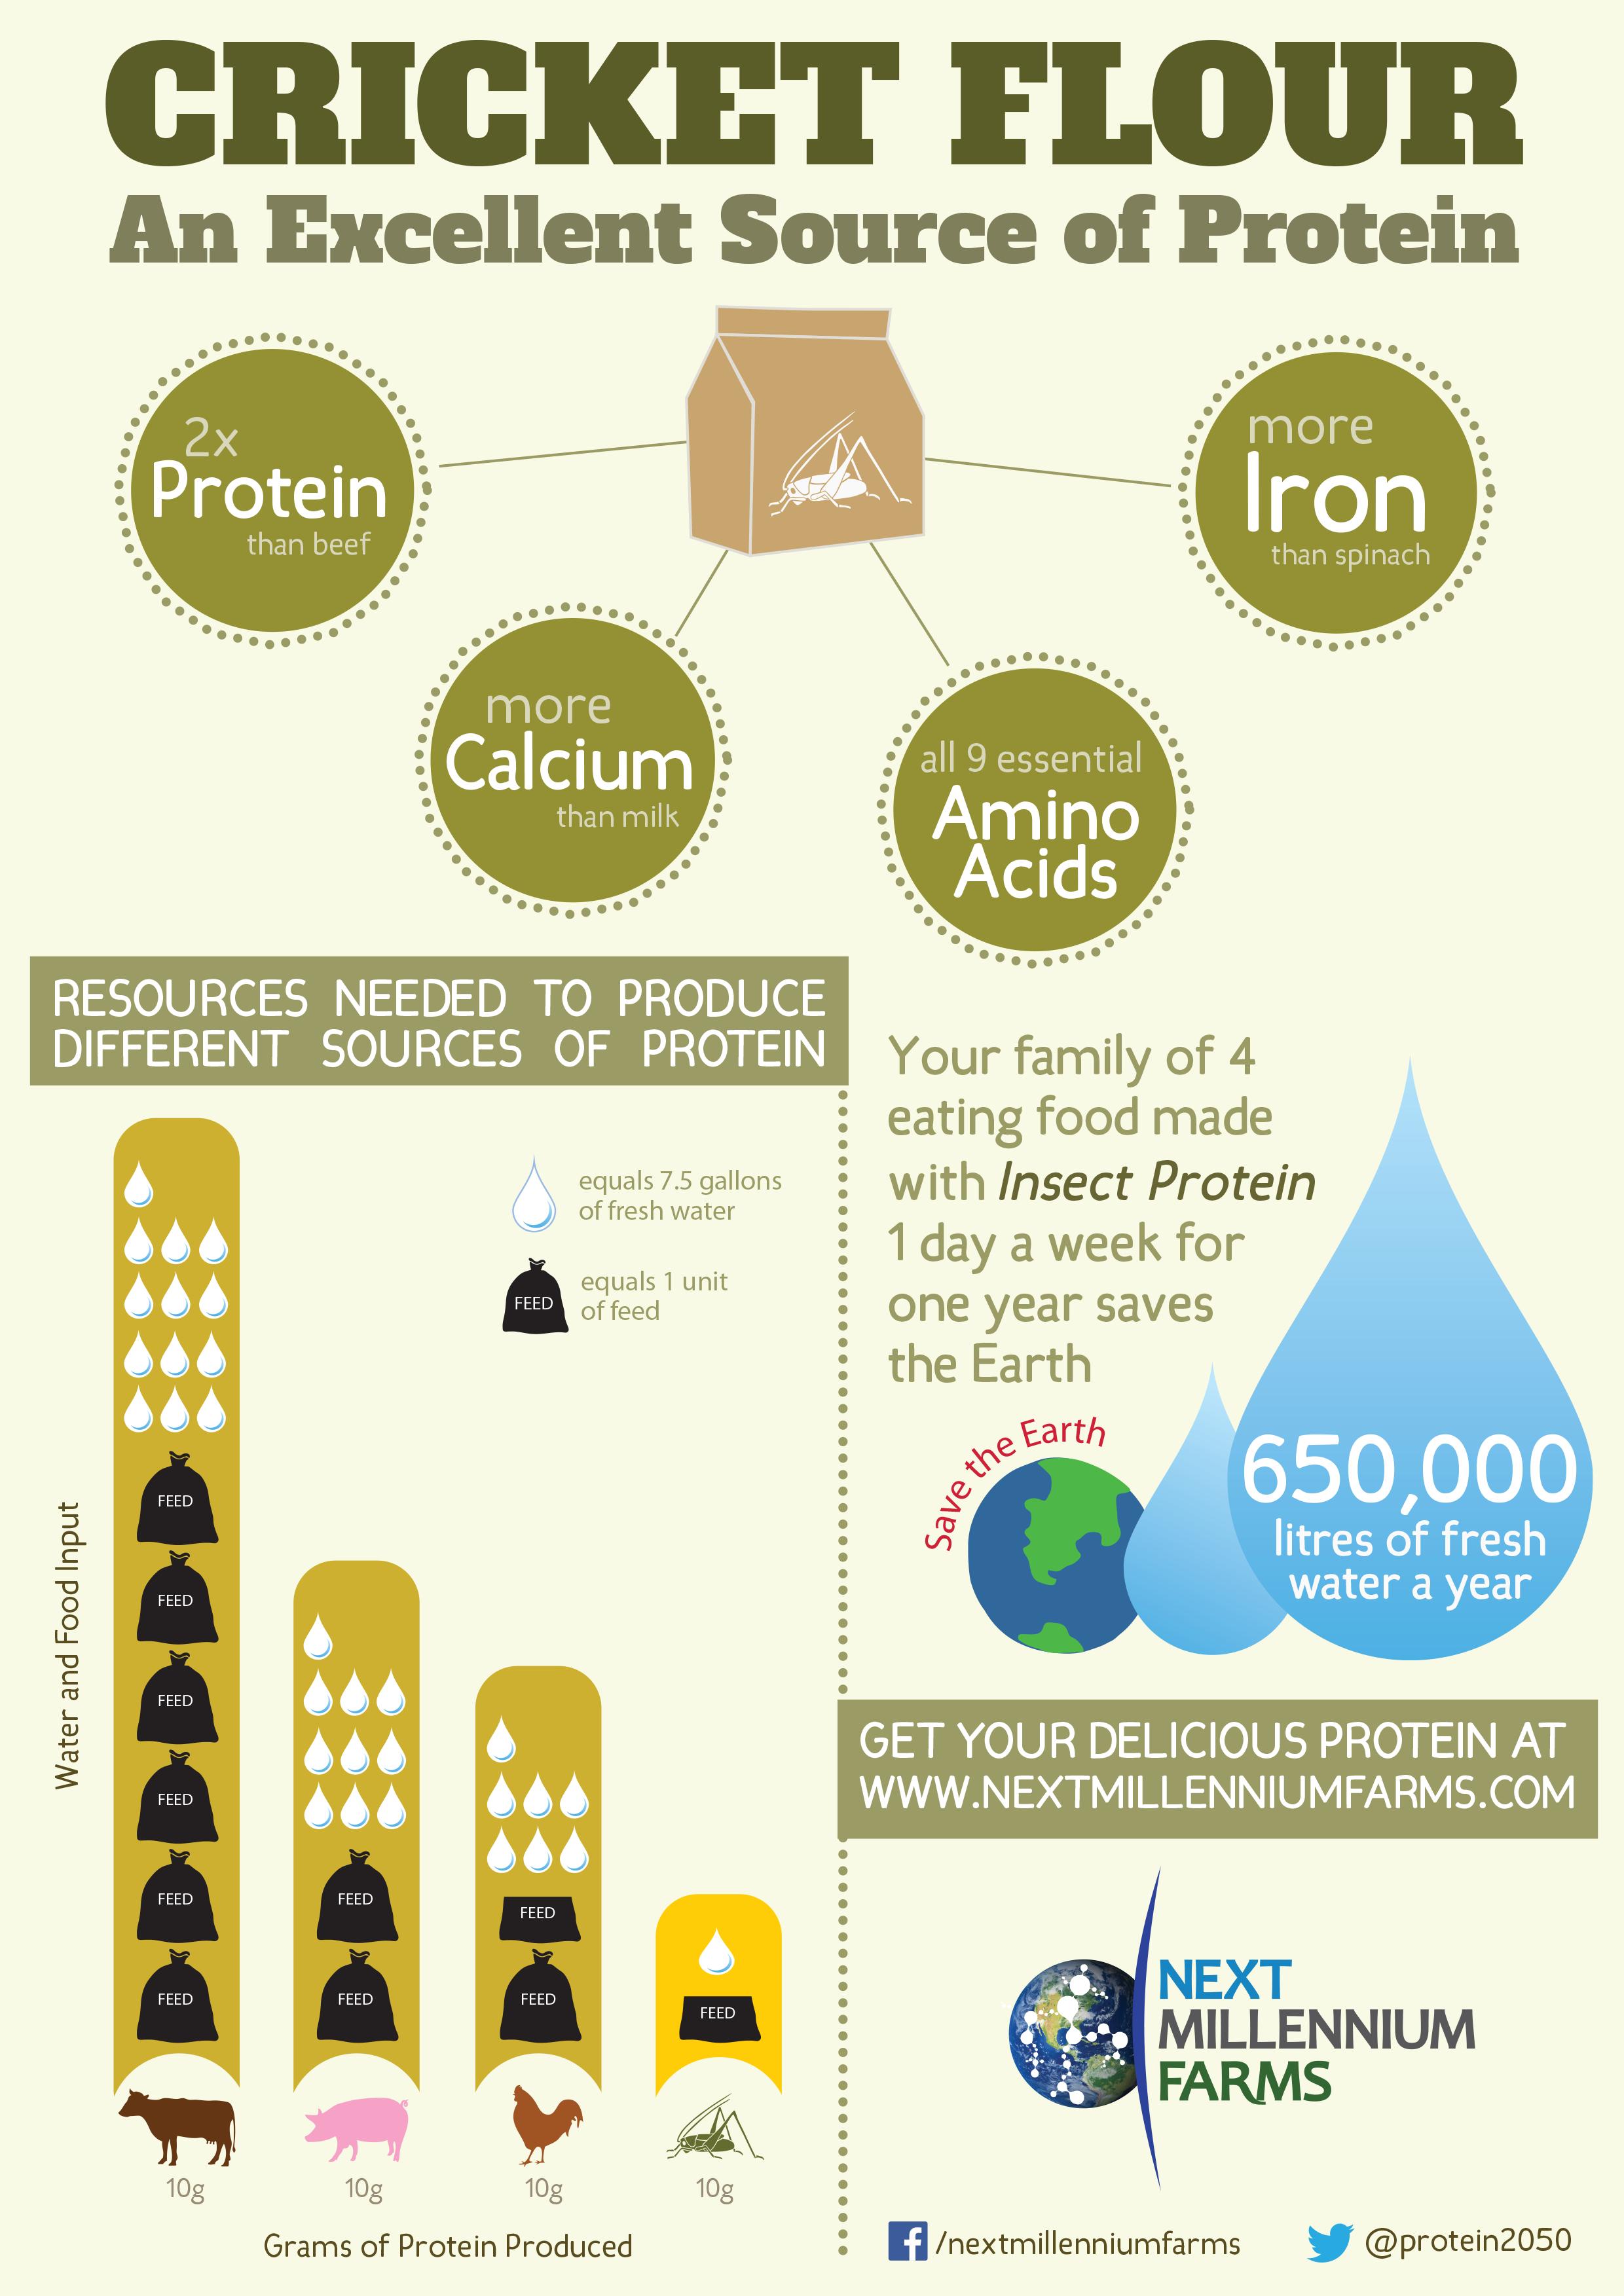 CRICKET FLOUR
An Excellent Source of Protein
2x
Protein
than beef
more
Iron
than spinach
more
Calcium
than milk
all 9 essential
Amino
Acids
RESOURCES NEEDED TO PRODUCE
DIFFERENT SOURCES OF PROTEIN
equals 7.5 gallons
of fresh water
FEED
equals 1 unit
of feed
Water and Food Input
FEED
FEED
FEED
FEED
FEED
FEED
FEED
FEED
FEED
FEED
FEED
10g
10g
10g
10g
Grams of Protein Produced
Your family of 4
eating food made
with Insect Protein
1 day a week for
one year saves
the Earth
Save the Earth
650,000
litres of fresh
water a year
GET YOUR DELICIOUS PROTEIN AT
WWW.NEXTMILLENNIUMFARMS.COM
NEXT
MILLENNIUM
FARMS
/nextmillenniumfarms
@protein2050